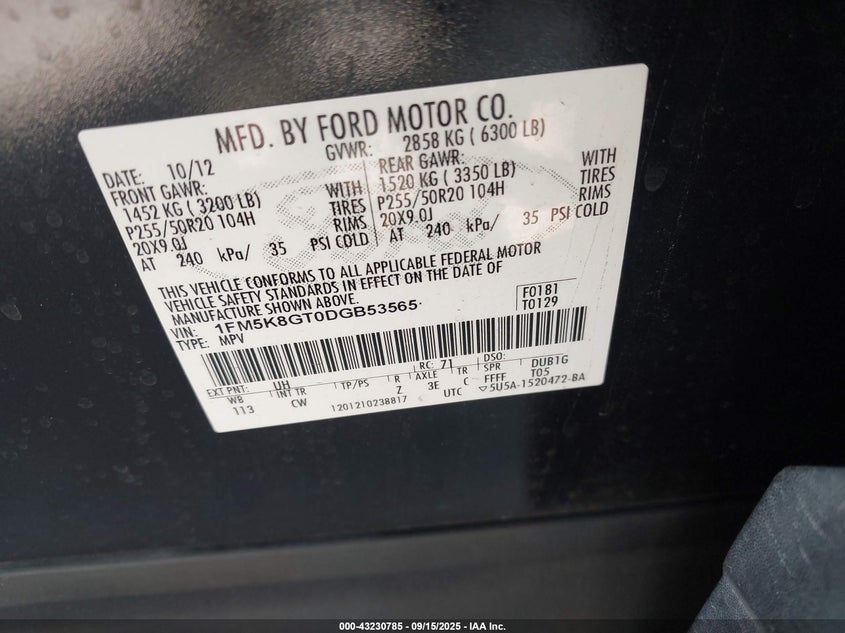 MFD. BY FORD MOTOR CO.
DATE: 10/12 GVWR: 2858 KG ( 6300 LB)
FRONT GAWR: REAR GAWR:
1452 KG ( 3200 LB) WITH 1520 KG ( 3350 LB) WITH
P255/50R20 104H TIRES P255/50R20 104H TIRES
20X9.0J RIMS 20X9.0J RIMS
AT 240 kPa/ 35 PSI COLD AT 240 kPa/ 35 PSI COLD
THIS VEHICLE CONFORMS TO ALL APPLICABLE FEDERAL MOTOR
VEHICLE SAFETY STANDARDS IN EFFECT ON THE DATE OF
MANUFACTURE SHOWN ABOVE.
VIN: 1FM5K8GT0DGB53565
TYPE: MPV
F0181
T0129
EXT PNT: UH RC: 71 DSO:
WB INT TR TP/PS R AXLE TR SPR DUB1G
113 CW Z 3E C FFFF T05
1201210238817 UTC ▽5U5A-1520472-BA
000-43230785 - 09/15/2025 - IAA Inc.